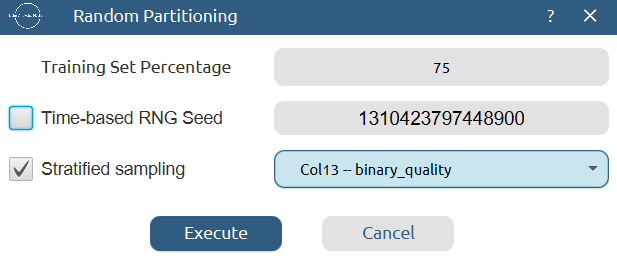 Random Partitioning ? ×
Training Set Percentage 75
Time-based RNG Seed 1310423797448900
Stratified sampling Col13 -- binary_quality
Execute Cancel